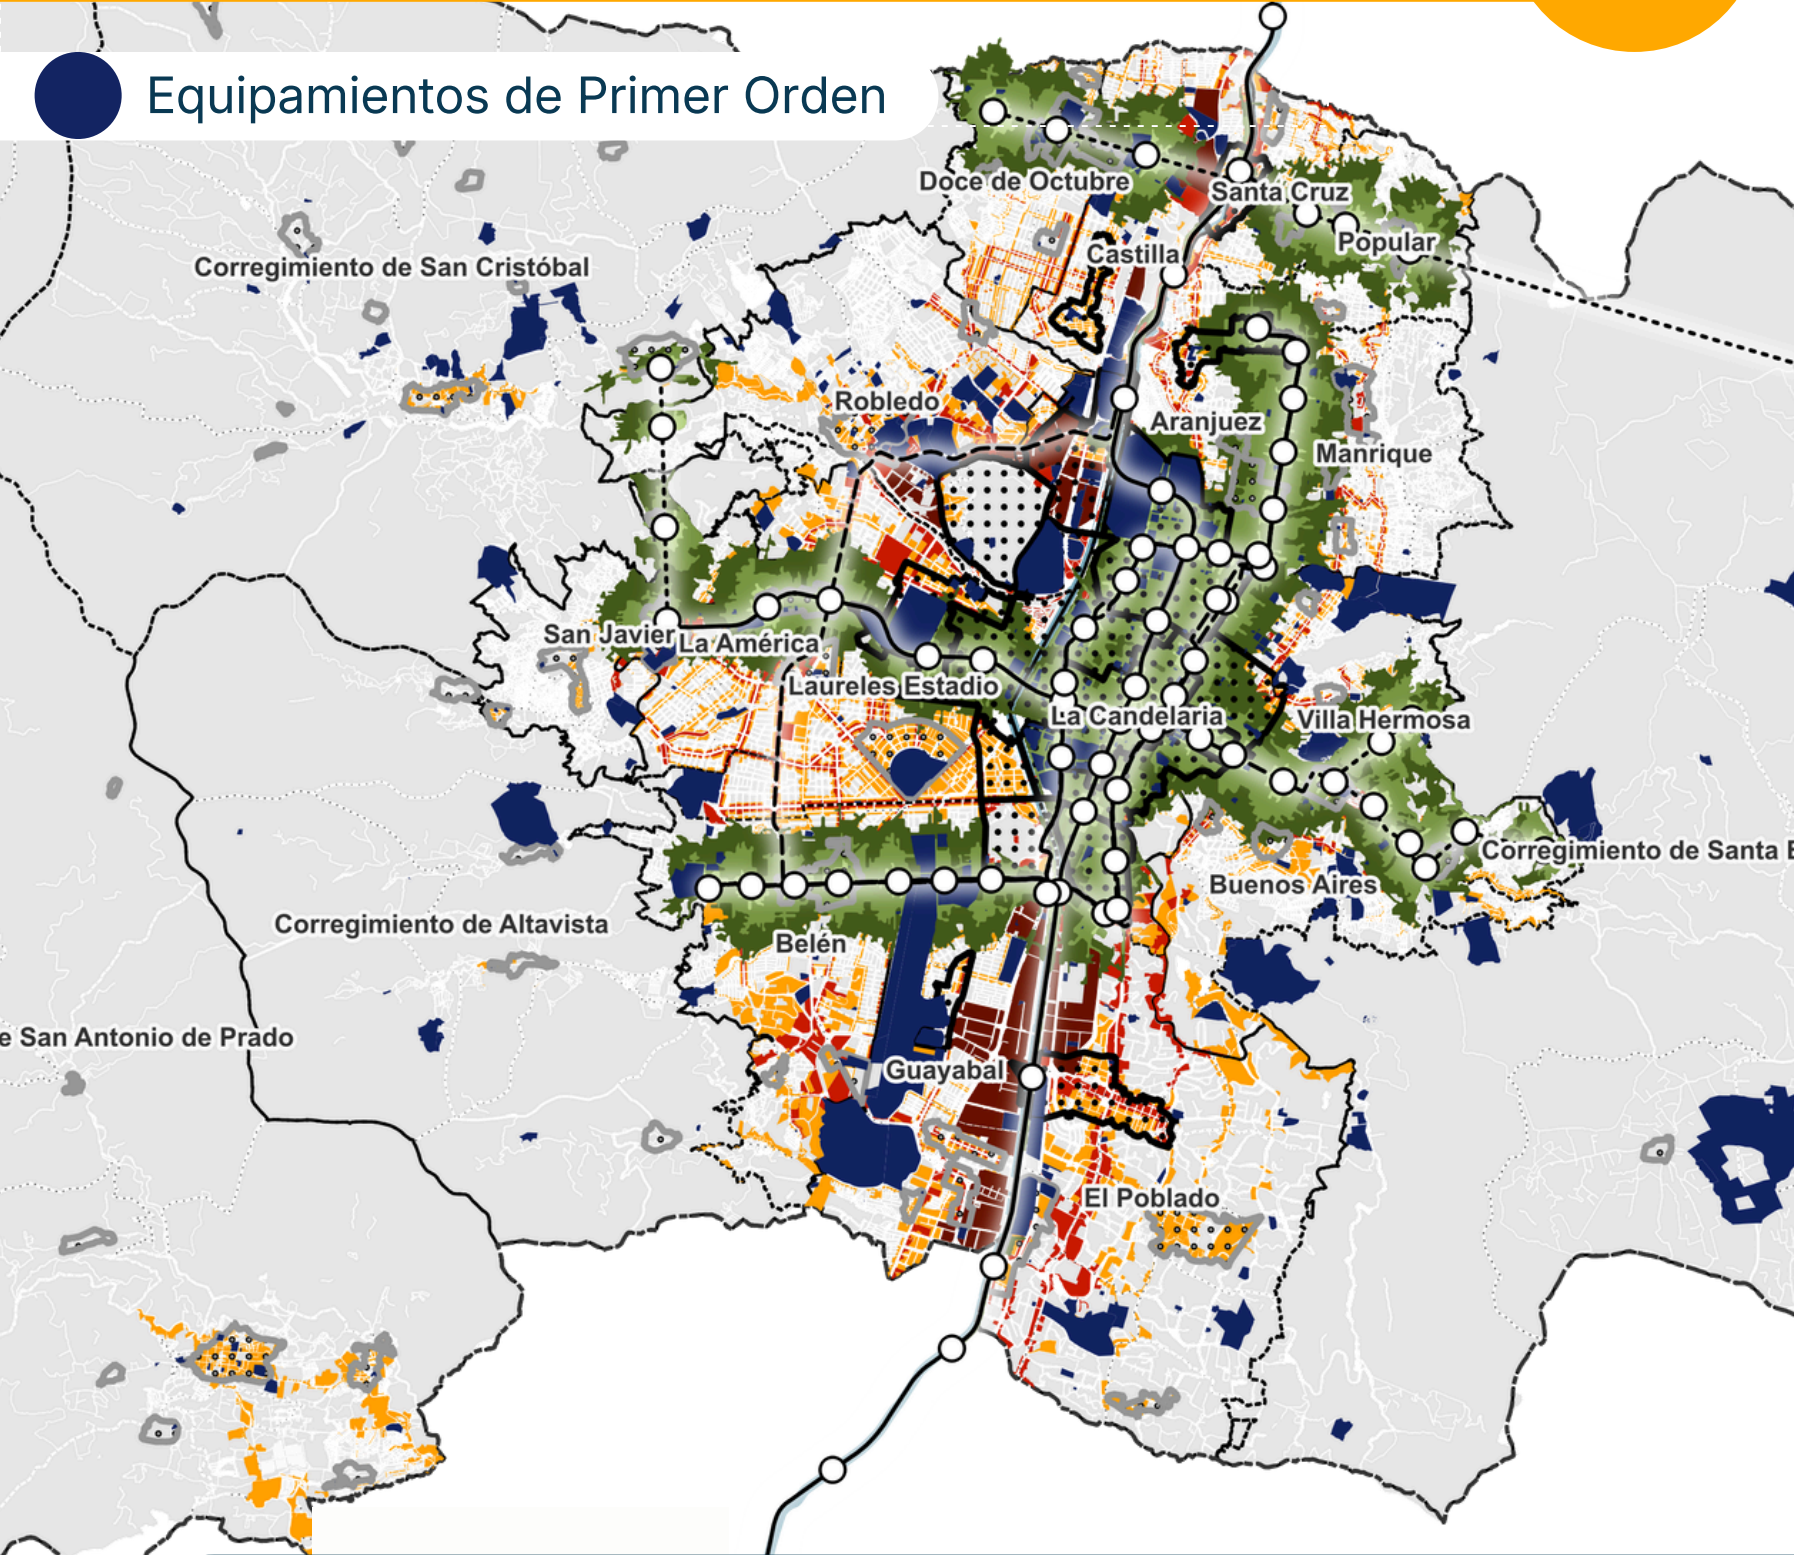 Equipamientos de Primer Orden
Doce de Octubre
Santa Cruz
Popular
Castilla
Corregimiento de San Cristóbal
Robledo
Aranjuez
Manrique
San Javier
La América
Laureles Estadio
La Candelaria
Villa Hermosa
Corregimiento de Santa E
Buenos Aires
Corregimiento de Altavista
Belén
e San Antonio de Prado
Guayabal
El Poblado